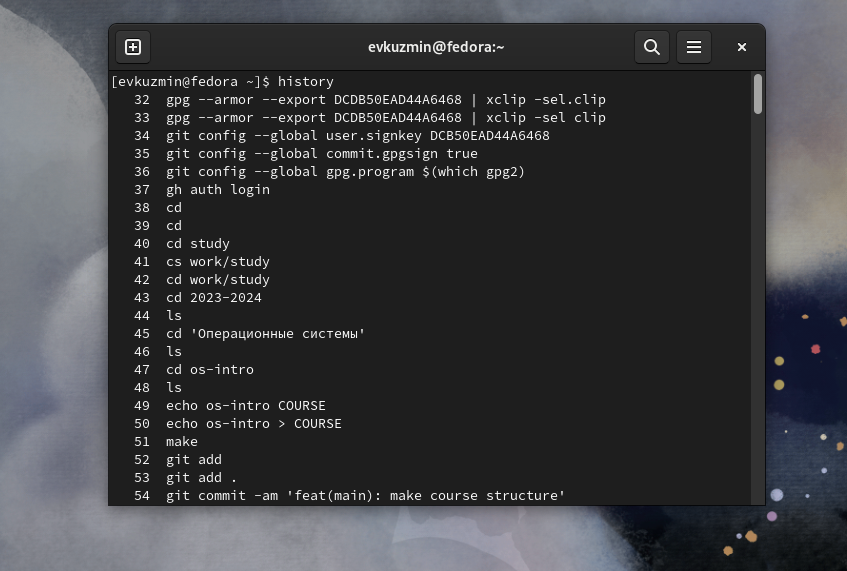 evkuzmin@fedora:~
[evkuzmin@fedora ~]$ history
32 gpg --armor --export DCDB50EAD44A6468 | xclip -sel.clip
33 gpg --armor --export DCDB50EAD44A6468 | xclip -sel clip
34 git config --global user.signkey DCB50EAD44A6468
35 git config --global commit.gpgsign true
36 git config --global gpg.program $(which gpg2)
37 gh auth login
38 cd
39 cd
40 cd study
41 cs work/study
42 cd work/study
43 cd 2023-2024
44 ls
45 cd 'Операционные системы'
46 ls
47 cd os-intro
48 ls
49 echo os-intro COURSE
50 echo os-intro > COURSE
51 make
52 git add
53 git add .
54 git commit -am 'feat(main): make course structure'